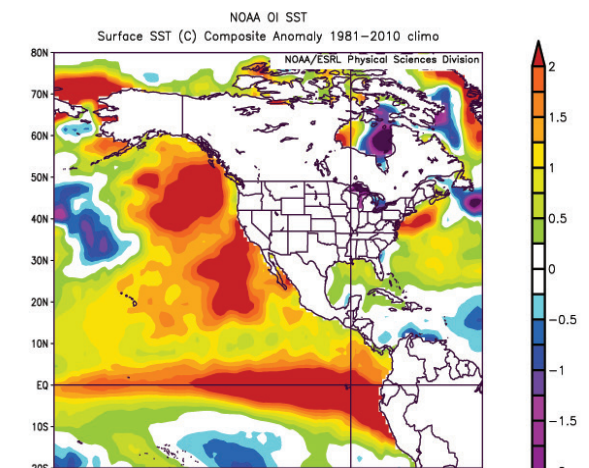 NOAA OI SST
Surface SST (C) Composite Anomaly 1981−2010 climo
NOAA/ESRL Physical Sciences Division
80N
70N
60N
50N
40N
30N
20N
10N
EQ
10S
20S
2
1.5
1
0.5
0
−0.5
−1
−1.5